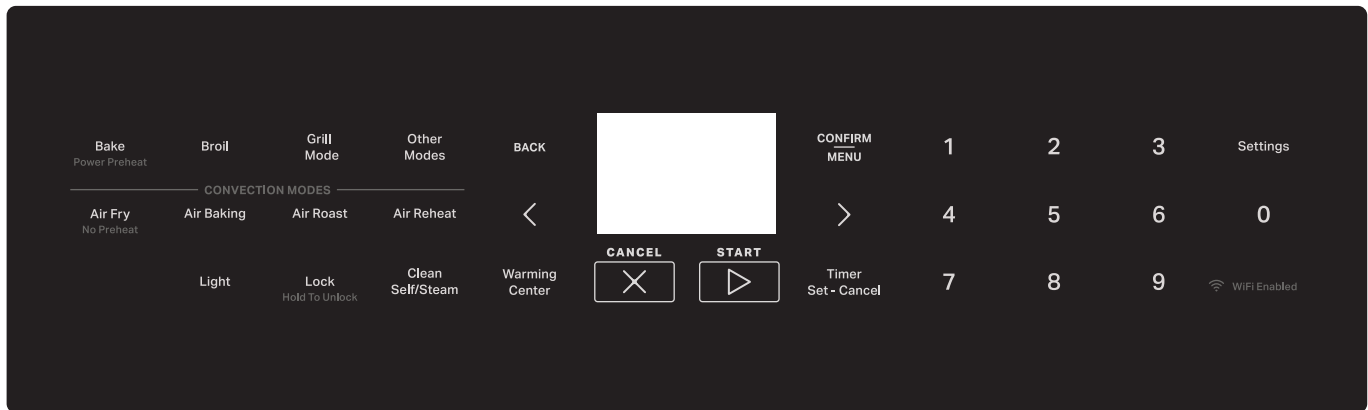 Bake
Power Preheat
Broil
Grill
Mode
Other
Modes
BACK
CONFIRM
MENU
1
2
3
Settings
CONVECTION MODES
Air Fry
No Preheat
Air Baking
Air Roast
Air Reheat
4
5
6
0
CANCEL
START
Light
Lock
Hold To Unlock
Clean
Self/Steam
Warming
Center
Timer
Set - Cancel
7
8
9
WiFi Enabled